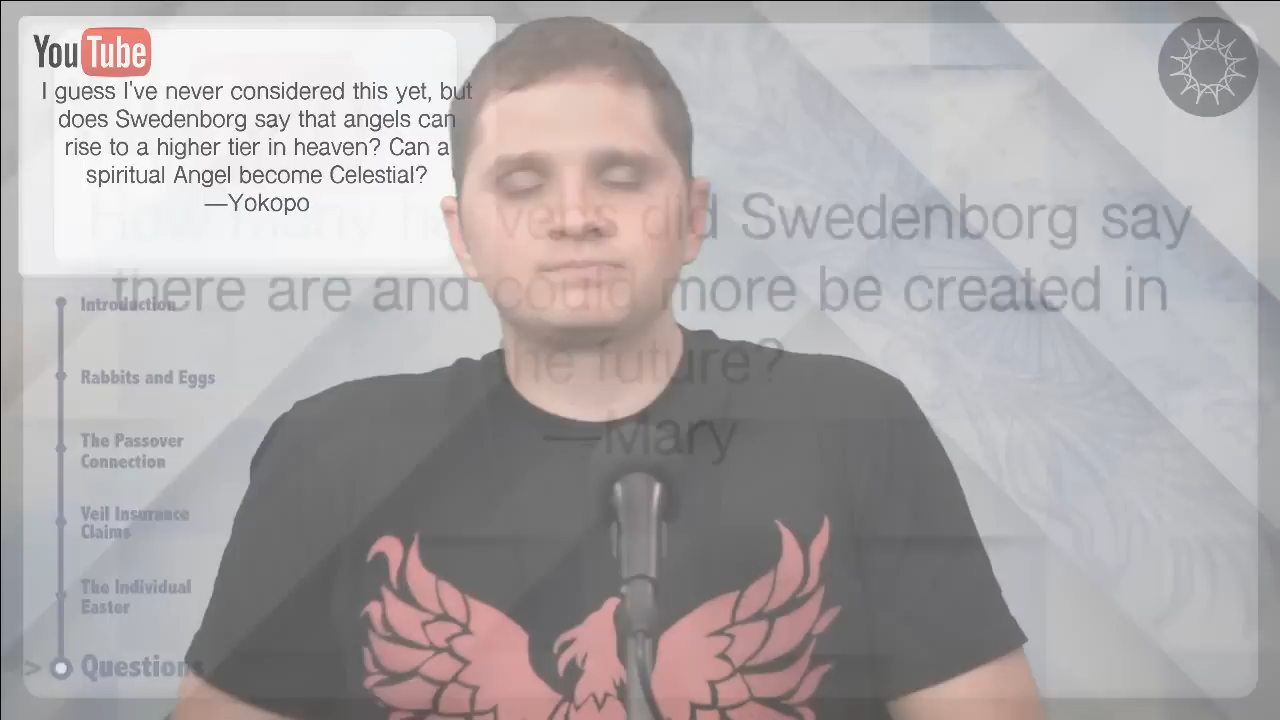 YouTube
I guess I've never considered this yet, but
does Swedenborg say that angels can
rise to a higher tier in heaven? Can a
spiritual Angel become Celestial?
—Yokopo
How many did Swedenborg say
there are and could more be created in
the future?
—Mary
Introduction
Rabbits and Eggs
The Passover
Connection
Veil Insurance
Claims
The Individual
Easter
> Questions